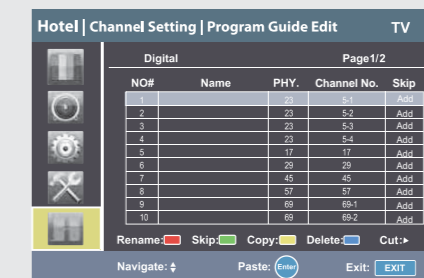 Hotel | Channel Setting | Program Guide Edit TV
Digital Page1/2
NO# Name PHY. Channel No. Skip
1 23 5-1 Add
2 23 5-2 Add
3 23 5-3 Add
4 23 5-4 Add
5 17 17 Add
6 29 29 Add
7 45 45 Add
8 57 57 Add
9 69 69-1 Add
10 69 69-2 Add
Rename: Skip: Copy: Delete: Cut:►
Navigate: Paste: Enter Exit: EXIT